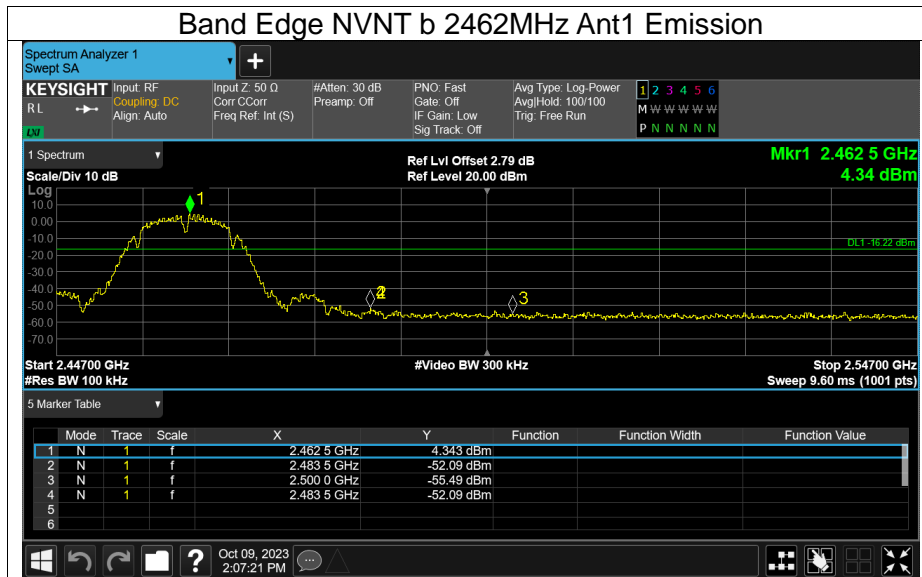 Band Edge NVNT b 2462MHz Ant1 Emission
Spectrum Analyzer 1
Swept SA
+
KEYSIGHT Input: RF Input Z: 50 Ω #Atten: 30 dB PNO: Fast Avg Type: Log-Power 1 2 3 4 5 6
RL Coupling: DC Corr CCorr Preamp: Off Gate: Off Avg|Hold: 100/100 M W W W W W
Align: Auto Freq Ref: Int (S) IF Gain: Low Trig: Free Run
LXI Sig Track: Off P N N N N N
1 Spectrum
Ref Lvl Offset 2.79 dB Mkr1 2.462 5 GHz
Scale/Div 10 dB Ref Level 20.00 dBm 4.34 dBm
Log
1
10.0
0.00
-10.0
DL1 -16.22 dBm
-20.0
-30.0
-40.0
2 4 3
-50.0
-60.0
-70.0
Start 2.44700 GHz #Video BW 300 kHz Stop 2.54700 GHz
#Res BW 100 kHz Sweep 9.60 ms (1001 pts)
5 Marker Table
Mode Trace Scale X Y Function Function Width Function Value
1 N 1 f 2.462 5 GHz 4.343 dBm
2 N 1 f 2.483 5 GHz -52.09 dBm
3 N 1 f 2.500 0 GHz -55.49 dBm
4 N 1 f 2.483 5 GHz -52.09 dBm
5
6
? Oct 09, 2023
2:07:21 PM